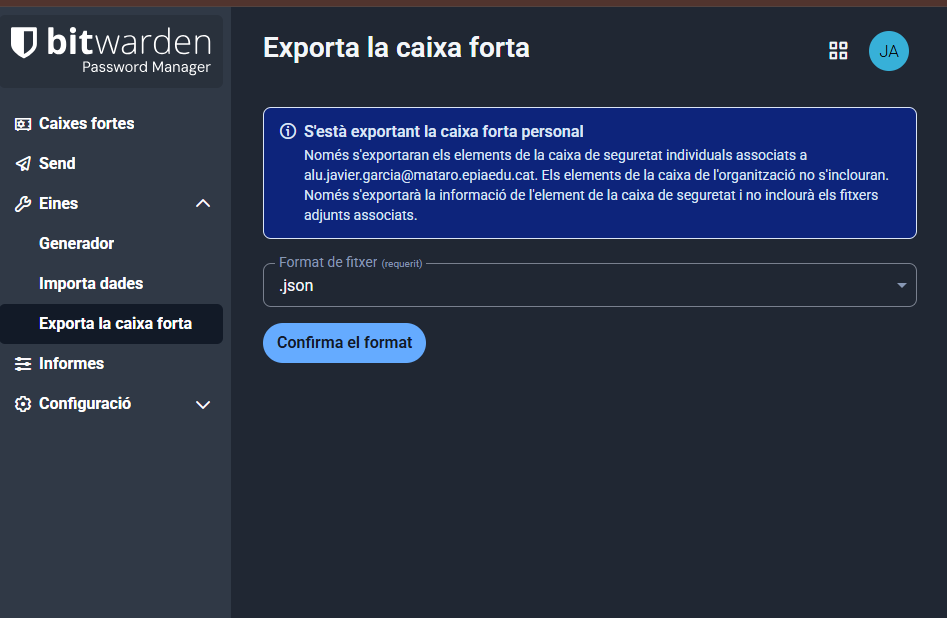 bitwarden
Password Manager
Caixes fortes
Send
Eines
Generador
Importa dades
Exporta la caixa forta
Informes
Configuració
Exporta la caixa forta
JA
S'està exportant la caixa forta personal
Només s'exportaran els elements de la caixa de seguretat individuals associats a
alu.javier.garcia@mataro.epiaedu.cat. Els elements de la caixa de l'organització no s'inclouran.
Només s'exportarà la informació de l'element de la caixa de seguretat i no inclourà els fitxers
adjunts associats.
Format de fitxer (requerit)
.json
Confirma el format